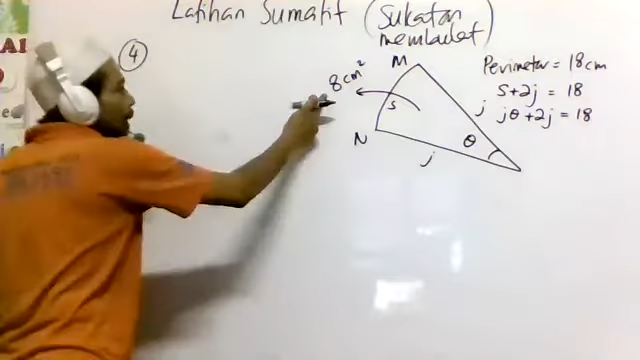 Latihan Sumatif (Sukatan
membulat)
4
8cm²
M
Perimeter = 18cm
s + 2j = 18
s
j
jθ + 2j = 18
N
θ
j